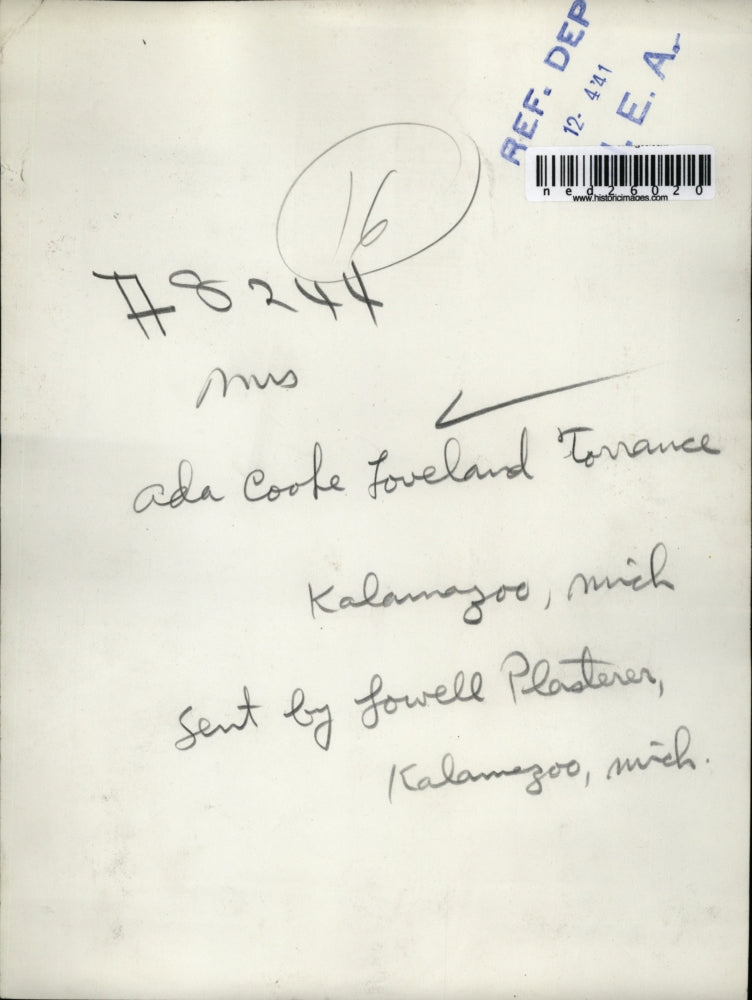 REF. DEP
12- 4 41
. E. A.
ned26020
www.historicimages.com
16
#8244
Mrs
Ada Cooke Loveland Torrance
Kalamazoo, Mich
Sent by Lowell Plasterer,
Kalamazoo, Mich.